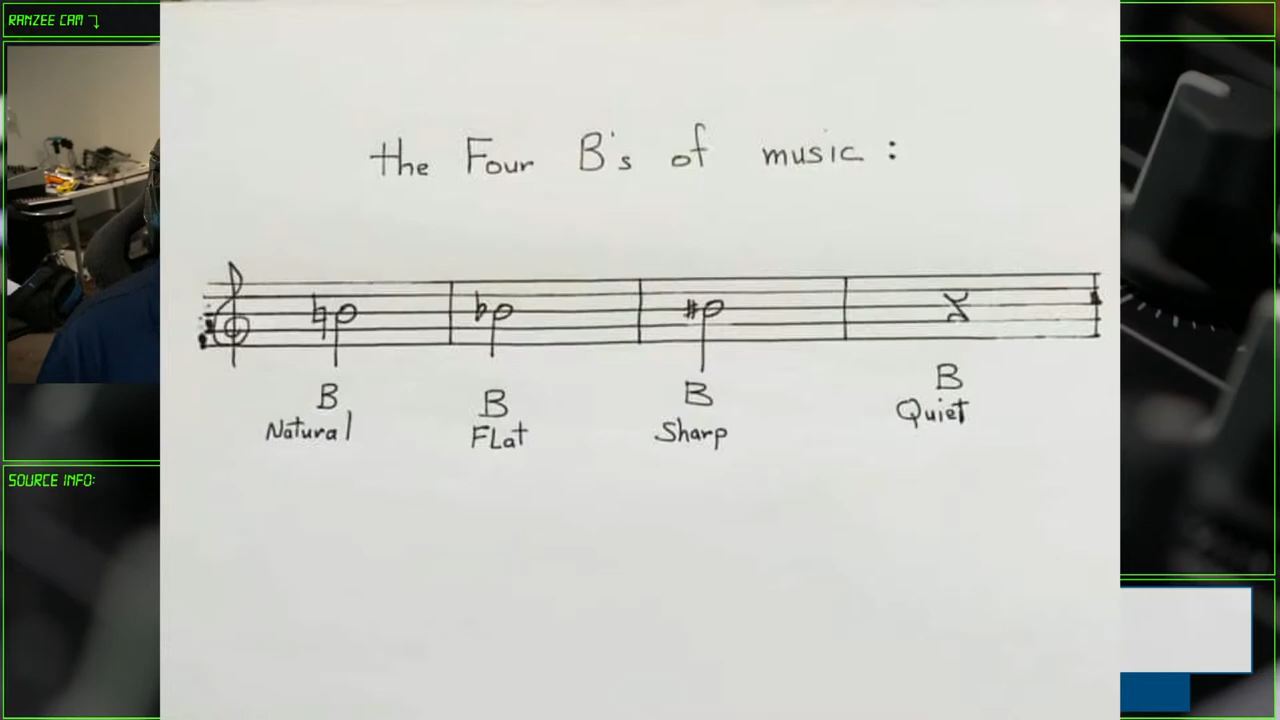 RANZEE CAM
the Four B's of music :
B
Natural
B
FLat
B
Sharp
B
Quiet
SOURCE INFO: